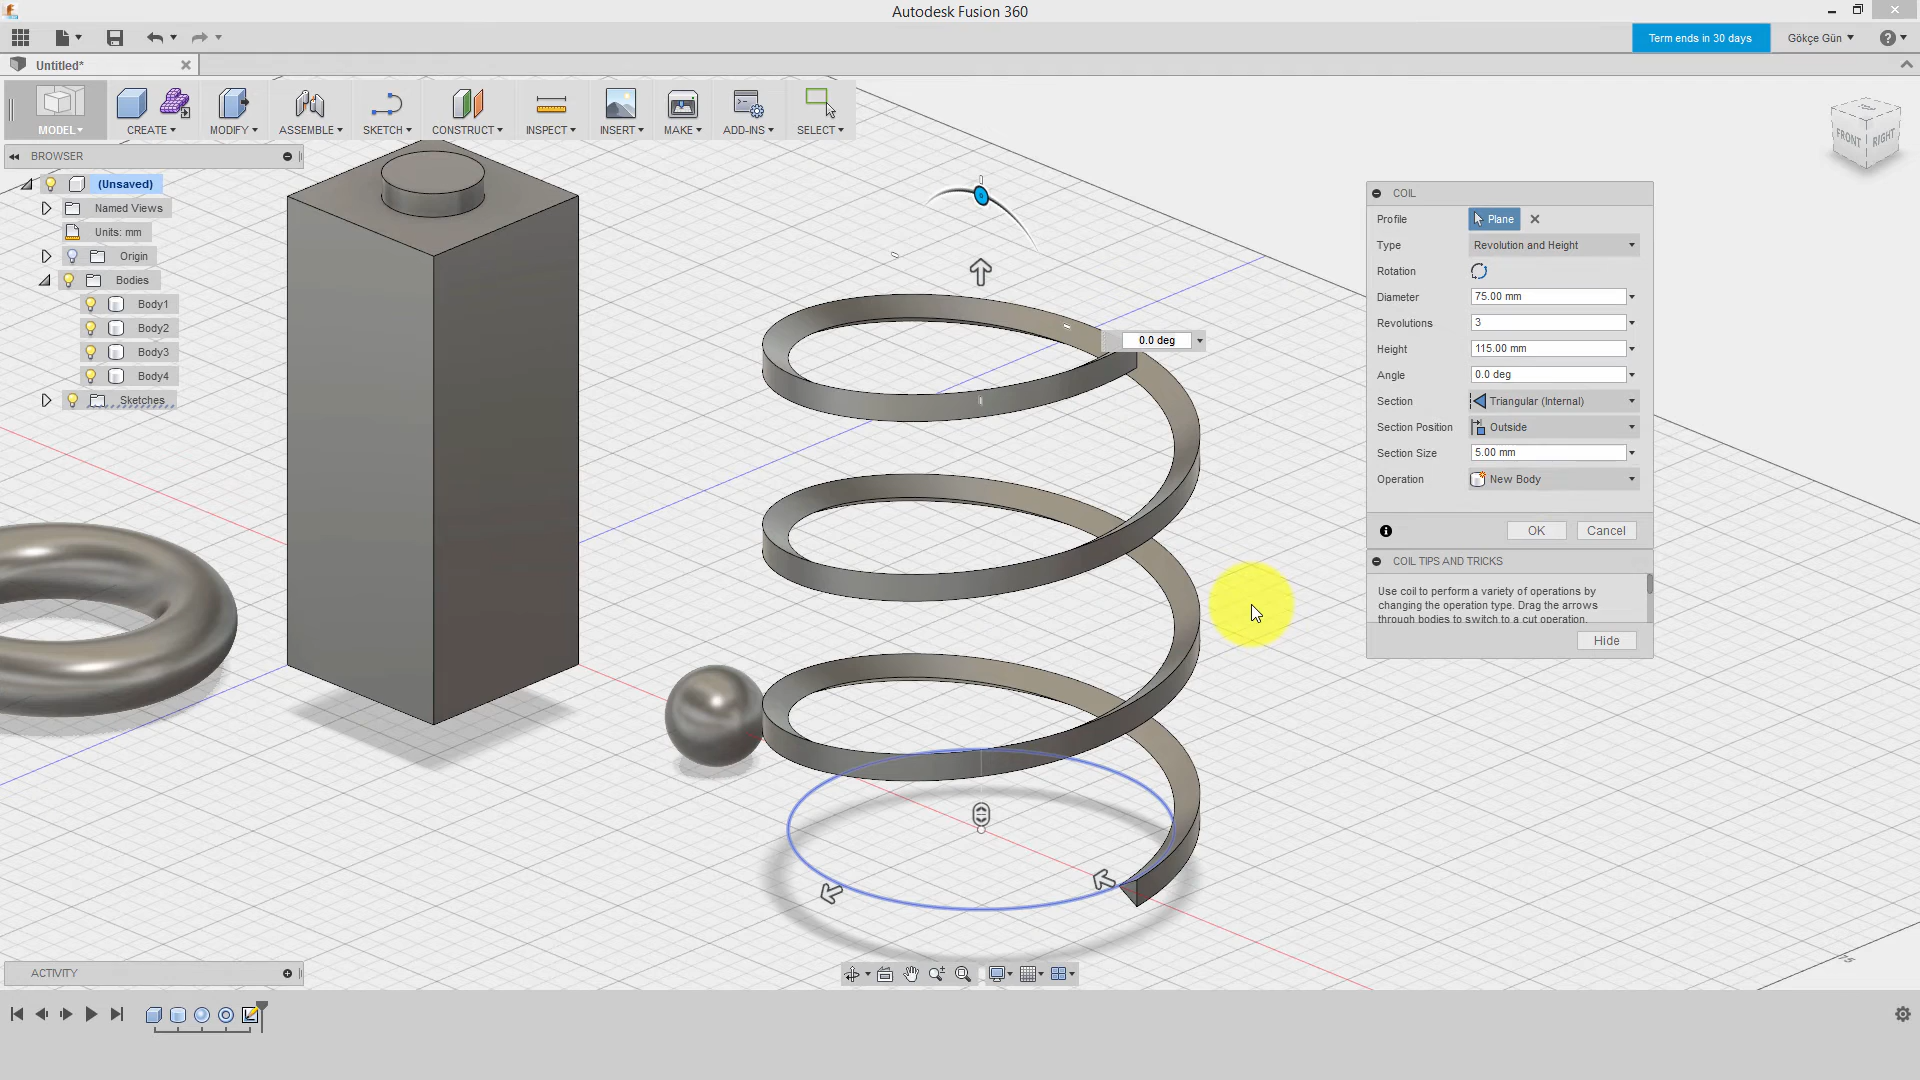 Autodesk Fusion 360
Term ends in 30 days
Gökçe Gün
Untitled*
MODEL
CREATE
MODIFY
ASSEMBLE
SKETCH
CONSTRUCT
INSPECT
INSERT
MAKE
ADD-INS
SELECT
FRONT
RIGHT
BROWSER
(Unsaved)
Named Views
Units: mm
Origin
Bodies
Body1
Body2
Body3
Body4
Sketches
0.0 deg
COIL
Profile Plane
Type Revolution and Height
Rotation
Diameter 75.00 mm
Revolutions 3
Height 115.00 mm
Angle 0.0 deg
Section Triangular (Internal)
Section Position Outside
Section Size 5.00 mm
Operation New Body
OK Cancel
COIL TIPS AND TRICKS
Use coil to perform a variety of operations by
changing the operation type. Drag the arrows
through bodies to switch to a cut operation.
Hide
75
ACTIVITY